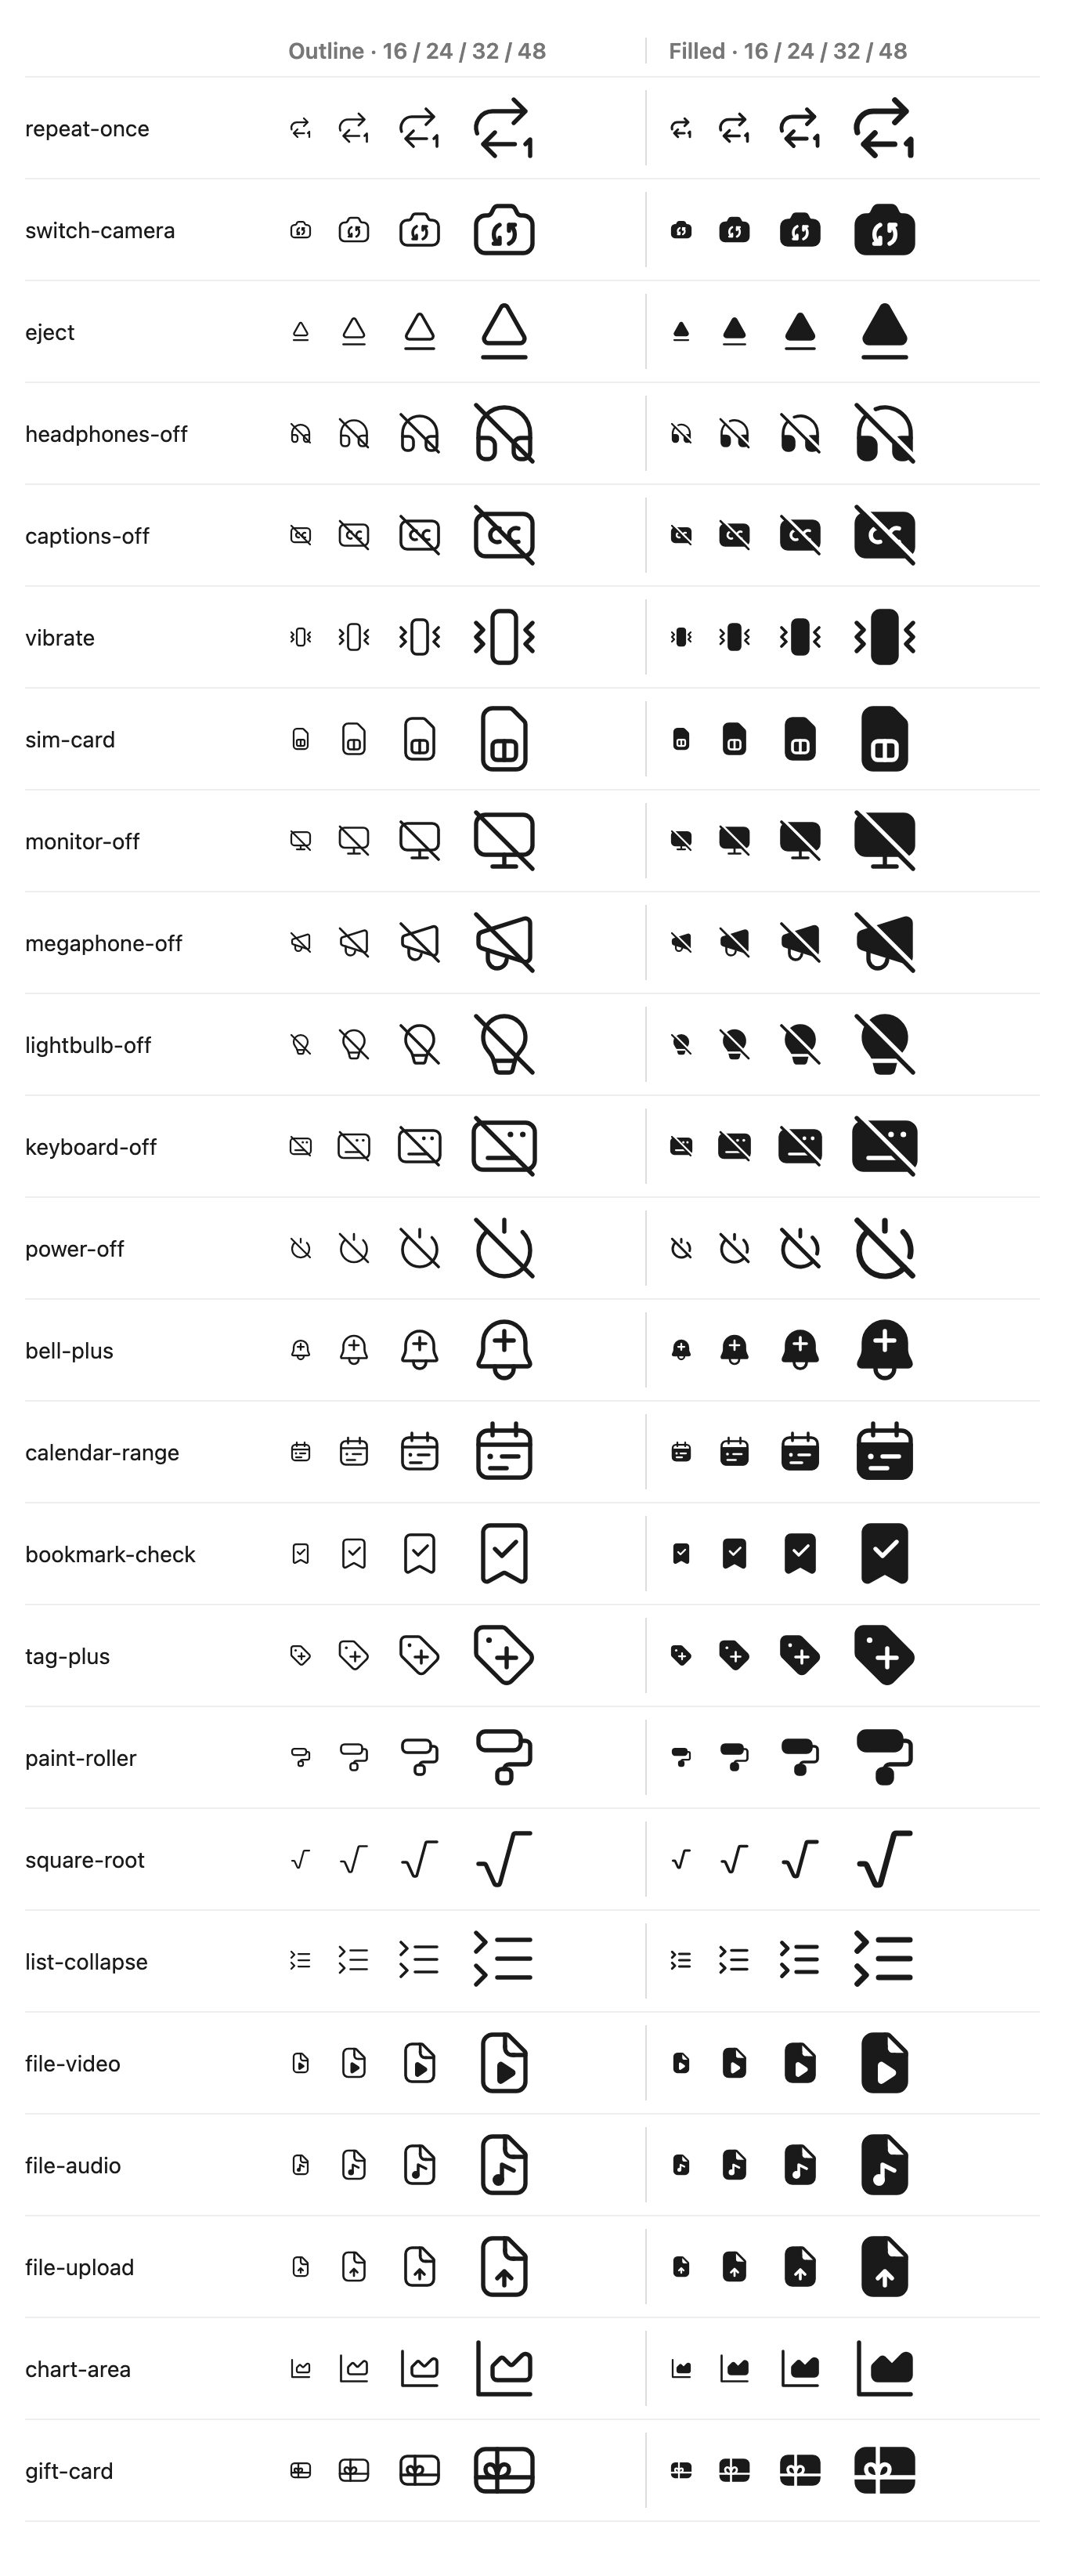 Outline · 16 / 24 / 32 / 48
Filled · 16 / 24 / 32 / 48
repeat-once
switch-camera
eject
headphones-off
captions-off
vibrate
sim-card
monitor-off
megaphone-off
lightbulb-off
keyboard-off
power-off
bell-plus
calendar-range
bookmark-check
tag-plus
paint-roller
square-root
list-collapse
file-video
file-audio
file-upload
chart-area
gift-card